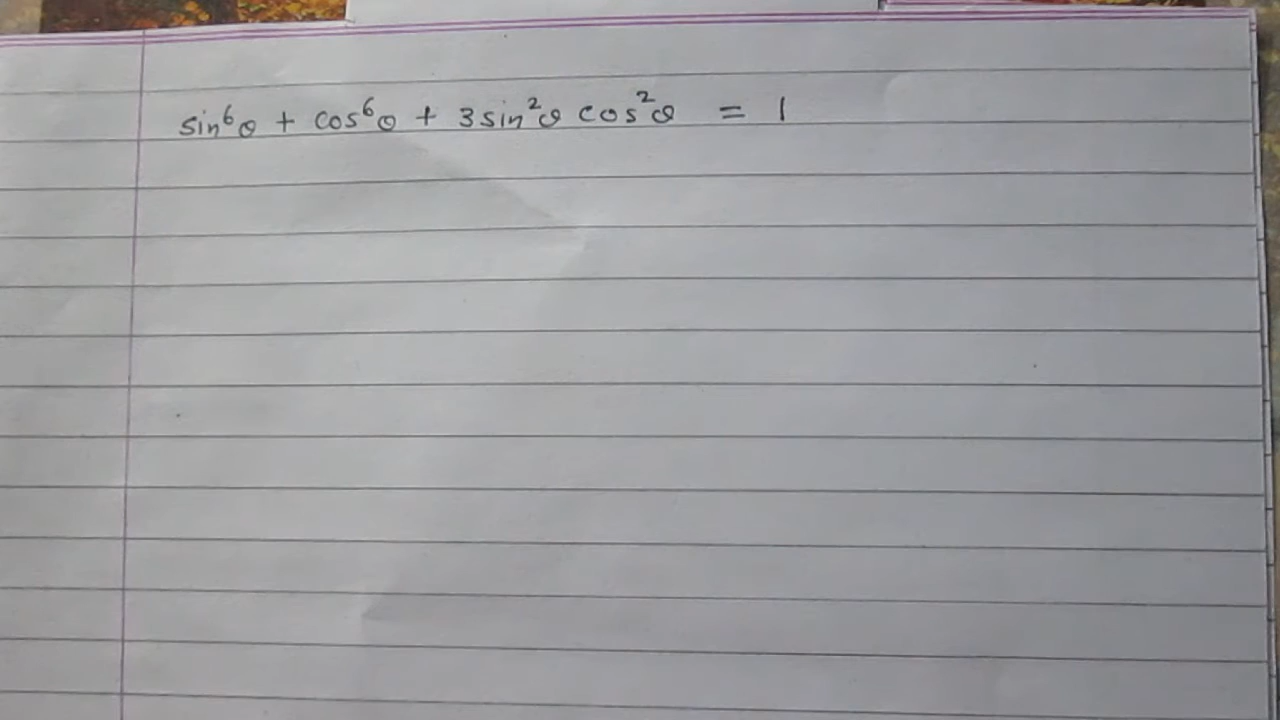 sin⁶θ + cos⁶θ + 3sin²θ cos²θ = 1